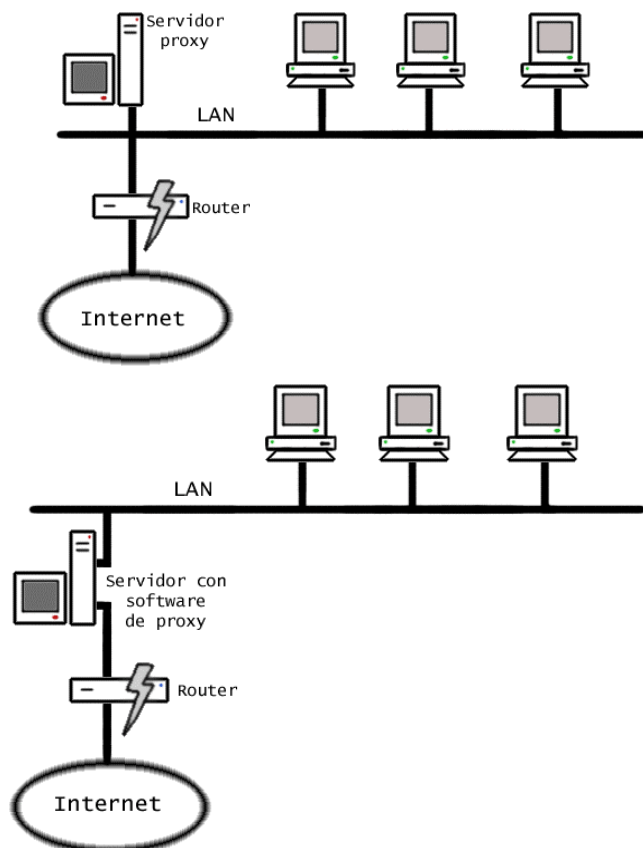 Servidor
proxy
LAN
Router
Internet
LAN
Servidor con
software
de proxy
Router
Internet